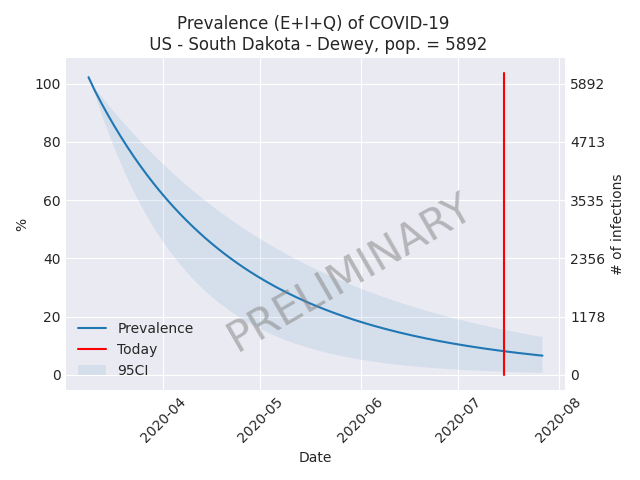 Prevalence (E+I+Q) of COVID-19
US - South Dakota - Dewey, pop. = 5892
100
80
60
40
20
0
%
5892
4713
3535
2356
1178
0
# of infections
PRELIMINARY
Prevalence
Today
95CI
2020-04
2020-05
2020-06
2020-07
2020-08
Date